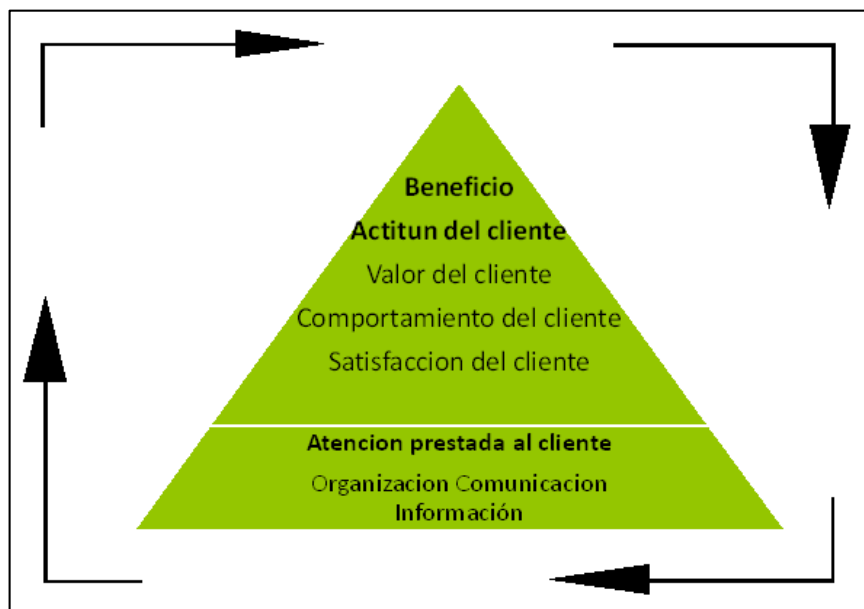 Beneficio
Actitun del cliente
Valor del cliente
Comportamiento del cliente
Satisfaccion del cliente
Atencion prestada al cliente
Organizacion Comunicacion
Información